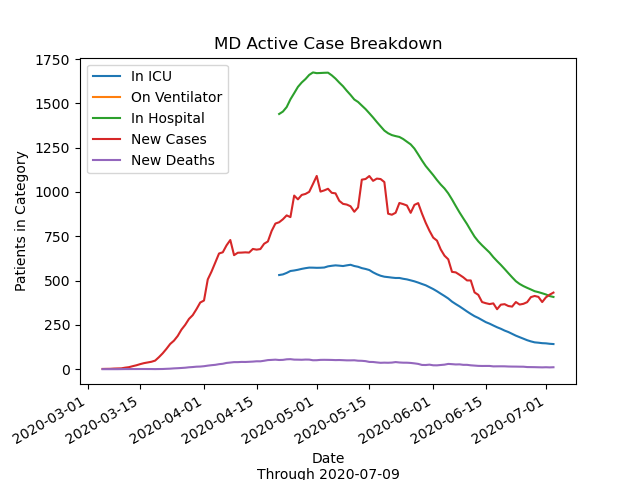 MD Active Case Breakdown
1750
1500
1250
1000
750
500
250
0
Patients in Category
In ICU
On Ventilator
In Hospital
New Cases
New Deaths
2020-03-01
2020-03-15
2020-04-01
2020-04-15
2020-05-01
2020-05-15
2020-06-01
2020-06-15
2020-07-01
Date
Through 2020-07-09